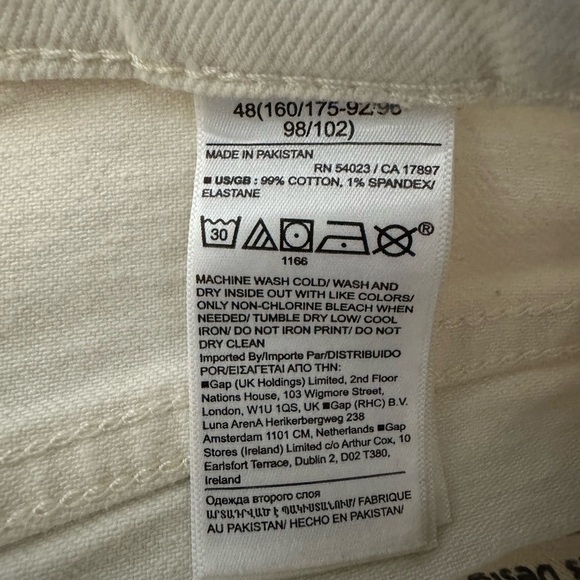 48(160/175-92/96
98/102)
MADE IN PAKISTAN
RN 54023 / CA 17897
■ US/GB : 99% COTTON, 1% SPANDEX/
ELASTANE
30
®
1166
MACHINE WASH COLD/ WASH AND
DRY INSIDE OUT WITH LIKE COLORS/
ONLY NON-CHLORINE BLEACH WHEN
NEEDED/ TUMBLE DRY LOW/ COOL
IRON/ DO NOT IRON PRINT/ DO NOT
DRY CLEAN
Imported By/Importe Par/DISTRIBUIDO
POR/ΕΙΣΑΓΕΤΑΙ ΑΠΟ ΤΗΝ:
■Gap (UK Holdings) Limited, 2nd Floor
Nations House, 103 Wigmore Street,
London, W1U 1QS, UK ■Gap (RHC) B.V.
Luna ArenA Herikerbergweg 238
Amsterdam 1101 CM, Netherlands ■Gap
Stores (Ireland) Limited c/o Arthur Cox, 10
Earlsfort Terrace, Dublin 2, D02 T380,
Ireland
Одежда второго слоя
ԱՐՏԱԴՐՎԱԾ Է ՊԱԿԻՍՏԱՆՈՒՄ/ FABRIQUE
AU PAKISTAN/ HECHO EN PAKISTAN/